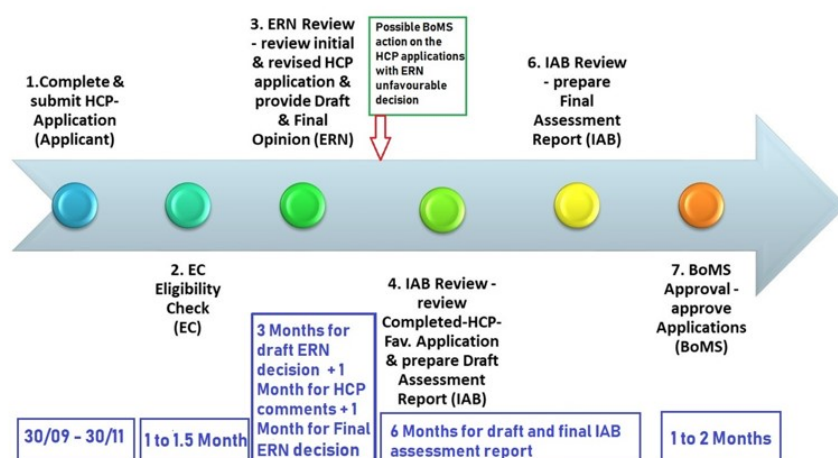 3. ERN Review
- review initial
& revised HCP
application &
provide Draft
& Final
Opinion (ERN)
Possible BoMS
action on the
HCP applications
with ERN
unfavourable
decision
1.Complete &
submit HCP-
Application
(Applicant)
6. IAB Review
- prepare
Final
Assessment
Report (IAB)
2. EC
Eligibility
Check
(EC)
4. IAB Review -
review
Completed-HCP-
Fav. Application
& prepare Draft
Assessment
Report (IAB)
7. BoMS
Approval -
approve
Applications
(BoMS)
30/09 - 30/11
1 to 1.5 Month
3 Months for
draft ERN
decision + 1
Month for HCP
comments + 1
Month for Final
ERN decision
6 Months for draft and final IAB
assessment report
1 to 2 Months